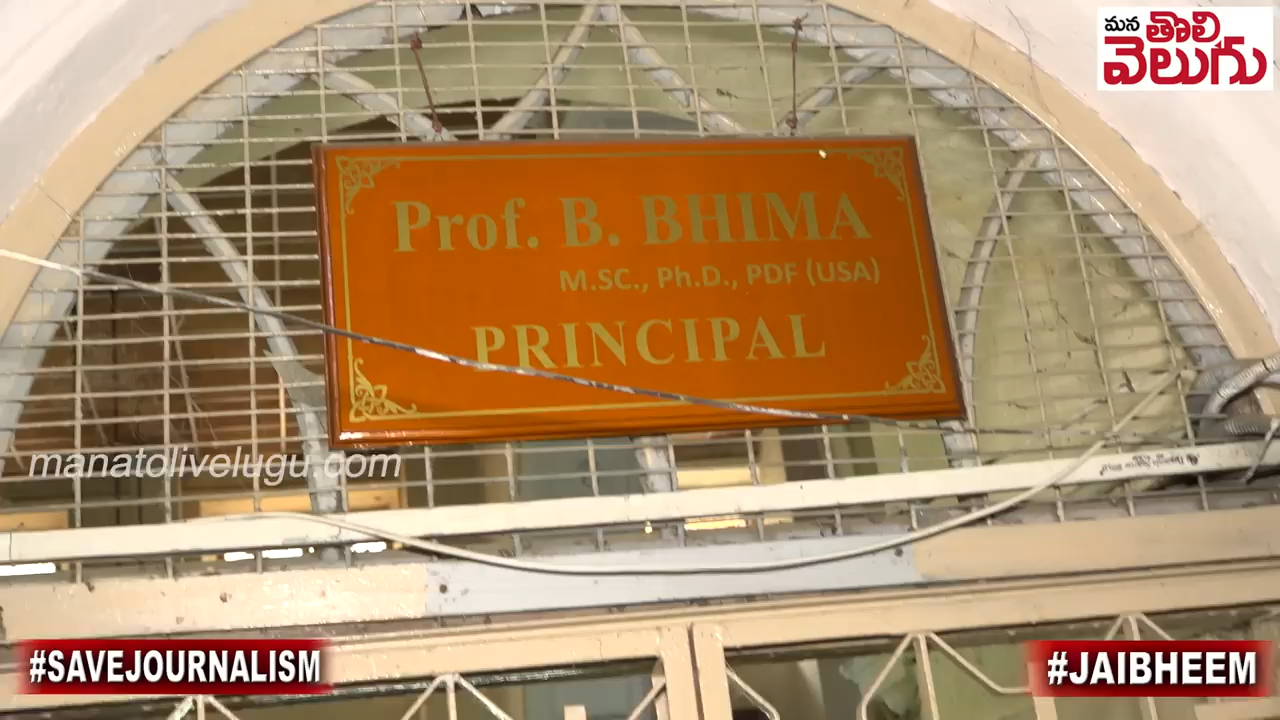 మన తొలి
వెలుగు
Prof. B. BHIMA
M.SC., Ph.D., PDF (USA)
PRINCIPAL
manatolivelugu.com
#SAVEJOURNALISM
#JAIBHEEM